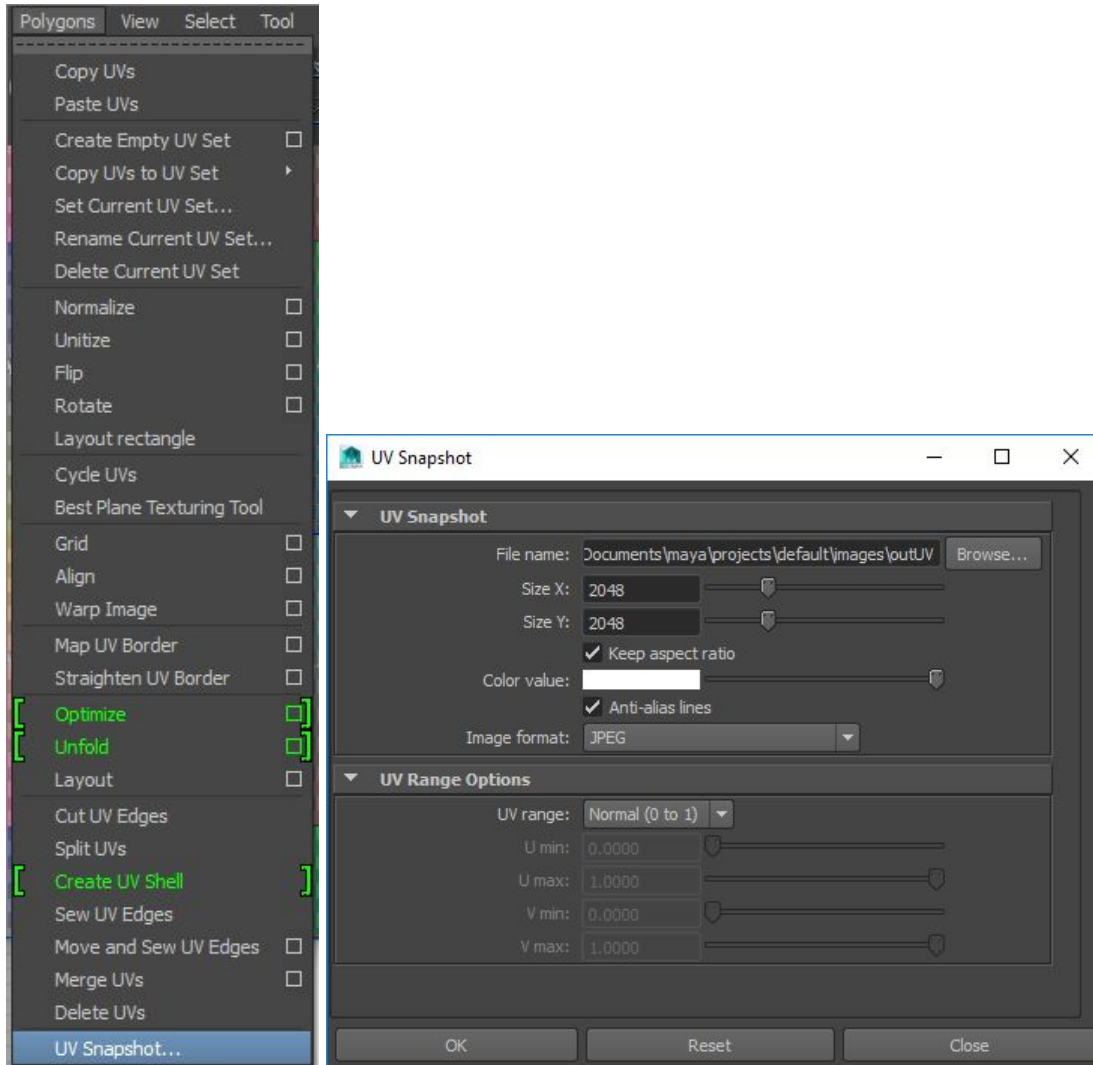 Polygons View Select Tool
Copy UVs
Paste UVs
Create Empty UV Set
Copy UVs to UV Set
Set Current UV Set...
Rename Current UV Set...
Delete Current UV Set
Normalize
Unitize
Flip
Rotate
Layout rectangle
Cycle UVs
Best Plane Texturing Tool
Grid
Align
Warp Image
Map UV Border
Straighten UV Border
Optimize
Unfold
Layout
Cut UV Edges
Split UVs
Create UV Shell
Sew UV Edges
Move and Sew UV Edges
Merge UVs
Delete UVs
UV Snapshot...
UV Snapshot
UV Snapshot
File name: Documents\maya\projects\default\images\outUV Browse...
Size X: 2048
Size Y: 2048
Keep aspect ratio
Color value:
Anti-alias lines
Image format: JPEG
UV Range Options
UV range: Normal (0 to 1)
U min: 0.0000
U max: 1.0000
V min: 0.0000
V max: 1.0000
OK Reset Close